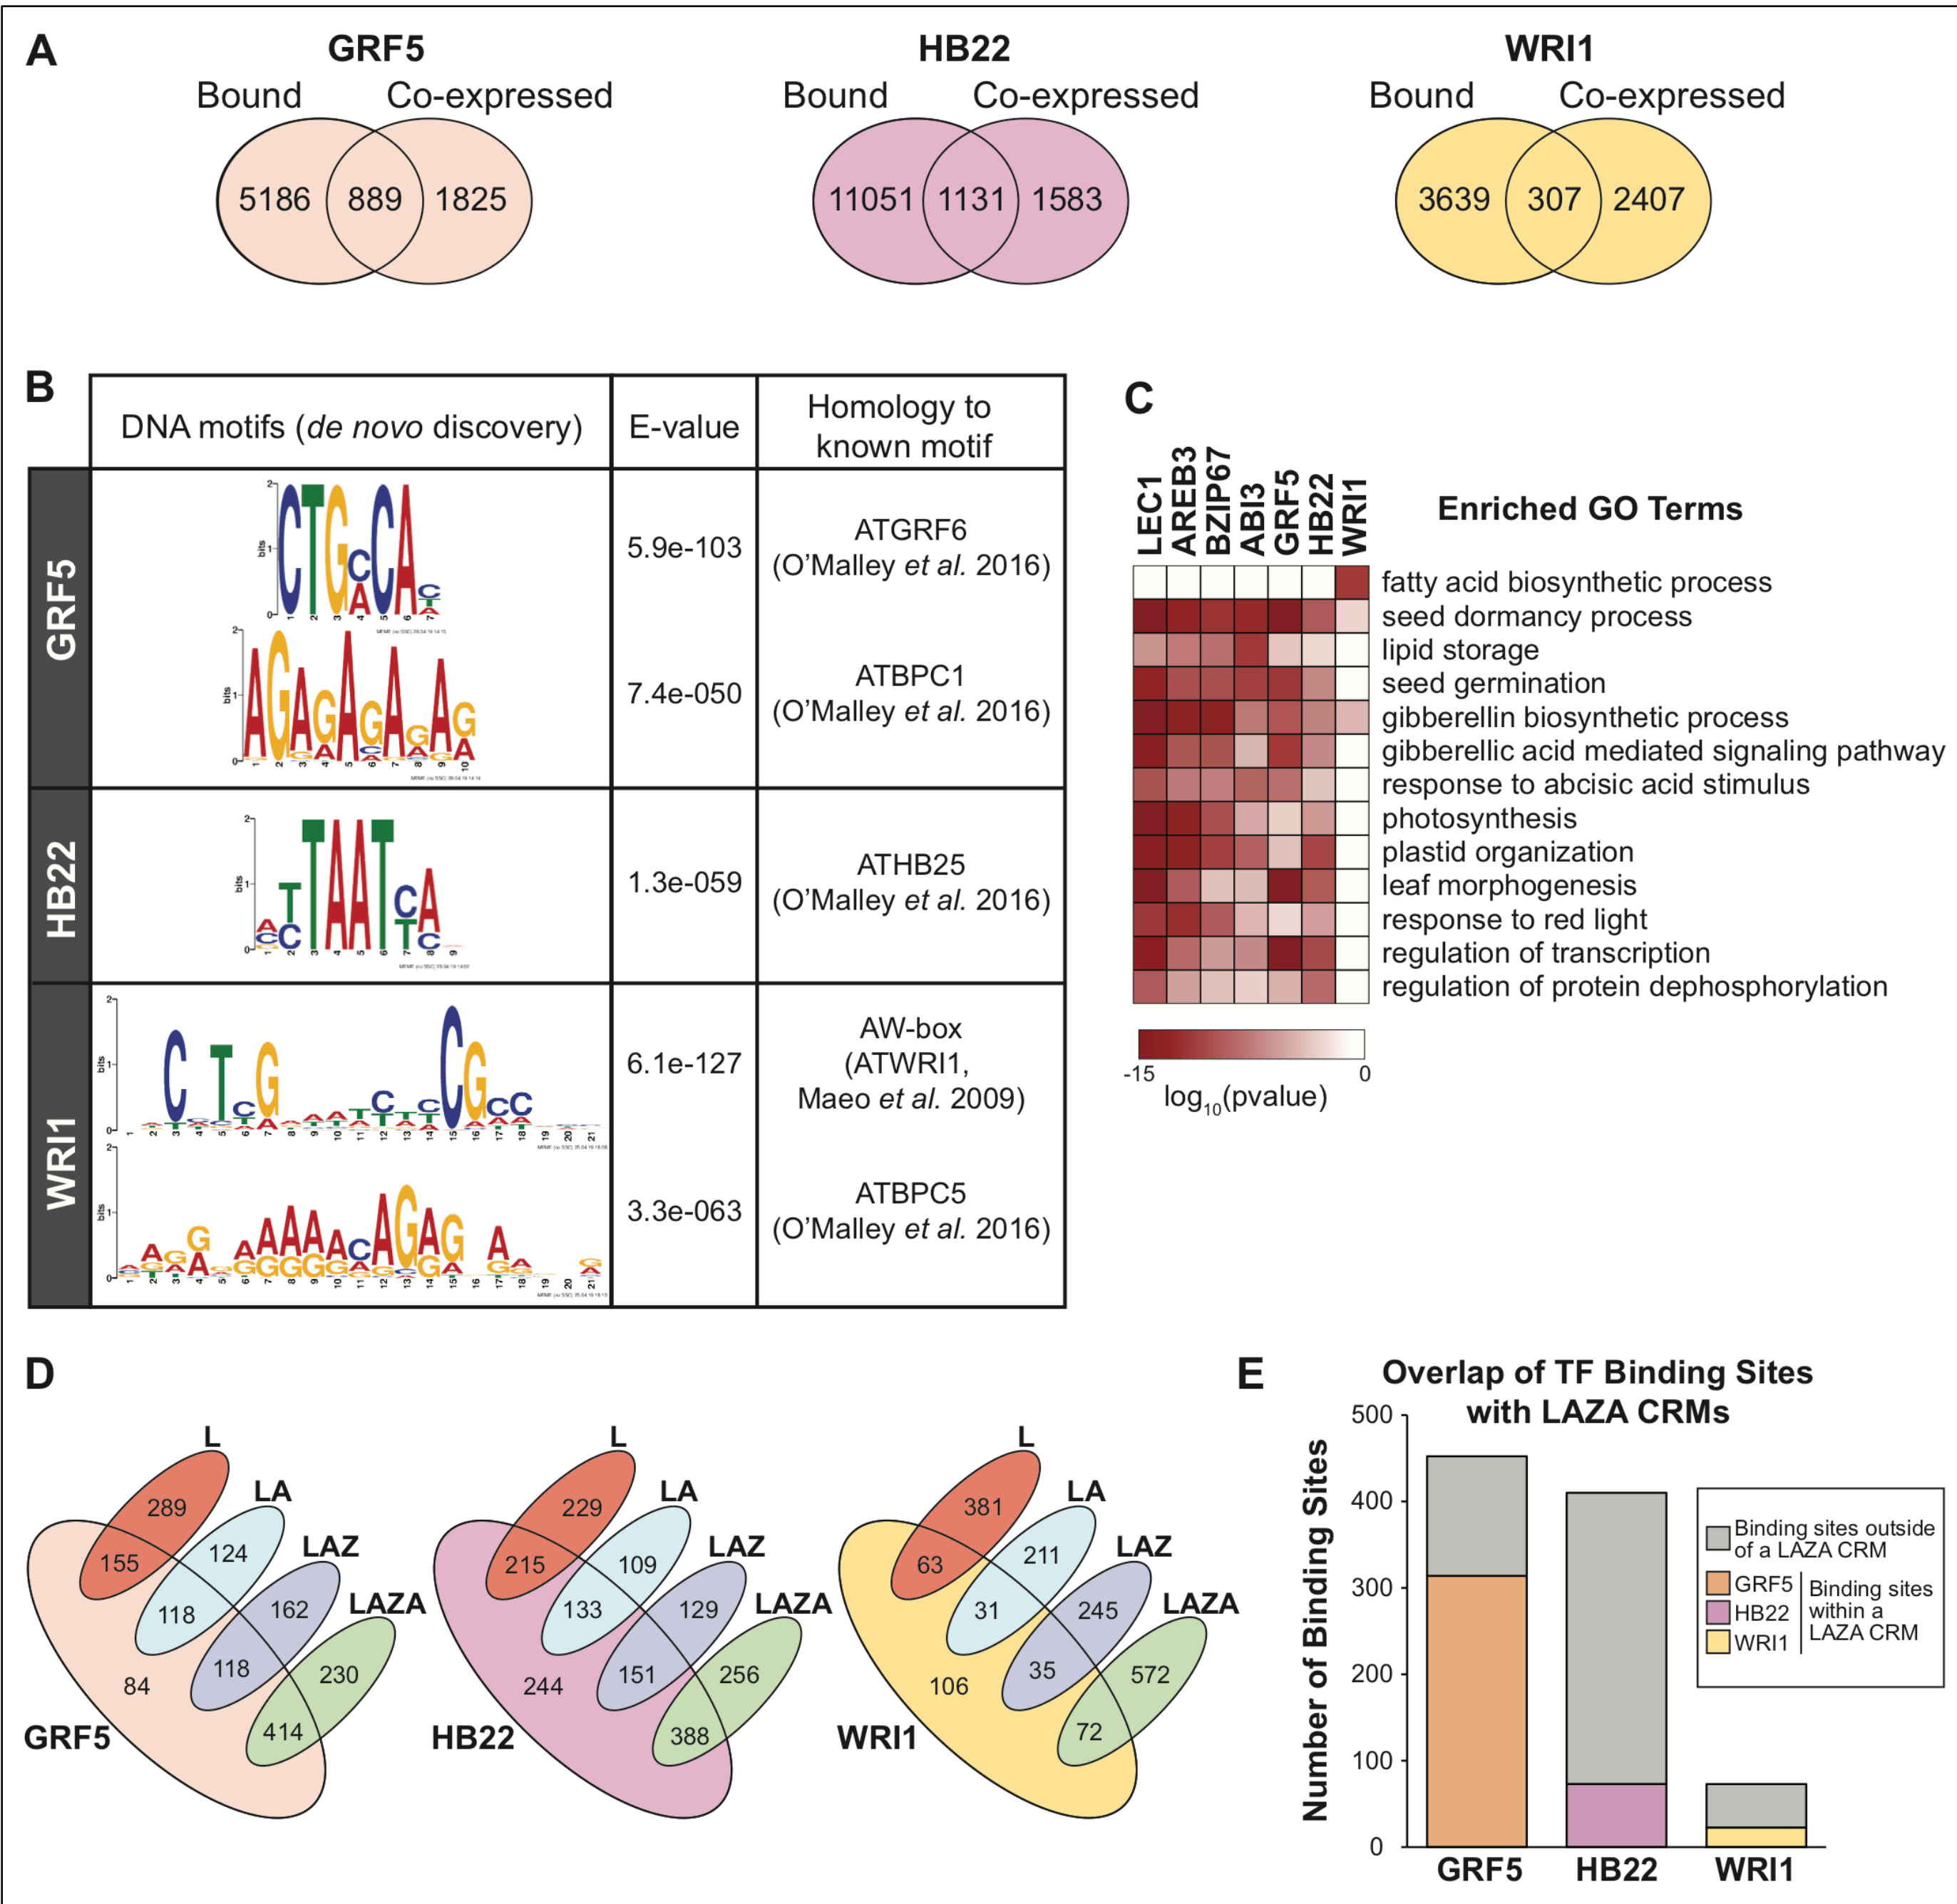 A
GRF5
Bound Co-expressed
5186 889 1825
HB22
Bound Co-expressed
11051 1131 1583
WRI1
Bound Co-expressed
3639 307 2407
B
DNA motifs (de novo discovery)
E-value
Homology to
known motif
GRF5
5.9e-103
ATGRF6
(O'Malley et al. 2016)
7.4e-050
ATBPC1
(O'Malley et al. 2016)
HB22
1.3e-059
ATHB25
(O'Malley et al. 2016)
WRI1
6.1e-127
AW-box
(ATWRI1,
Maeo et al. 2009)
3.3e-063
ATBPC5
(O'Malley et al. 2016)
C
LEC1
AREB3
BZIP67
ABI3
GRF5
HB22
WRI1
Enriched GO Terms
fatty acid biosynthetic process
seed dormancy process
lipid storage
seed germination
gibberellin biosynthetic process
gibberellic acid mediated signaling pathway
response to abcisic acid stimulus
photosynthesis
plastid organization
leaf morphogenesis
response to red light
regulation of transcription
regulation of protein dephosphorylation
-15 0
log10(pvalue)
D
L
LA
LAZ
LAZA
289
155
124
118
162
118
230
414
84
GRF5
L
LA
LAZ
LAZA
229
215
109
133
129
151
256
388
244
HB22
L
LA
LAZ
LAZA
381
63
211
31
245
35
572
72
106
WRI1
E
Overlap of TF Binding Sites
with LAZA CRMs
Number of Binding Sites
500
400
300
200
100
0
GRF5 HB22 WRI1
Binding sites outside
of a LAZA CRM
GRF5
HB22
WRI1
Binding sites
within a
LAZA CRM